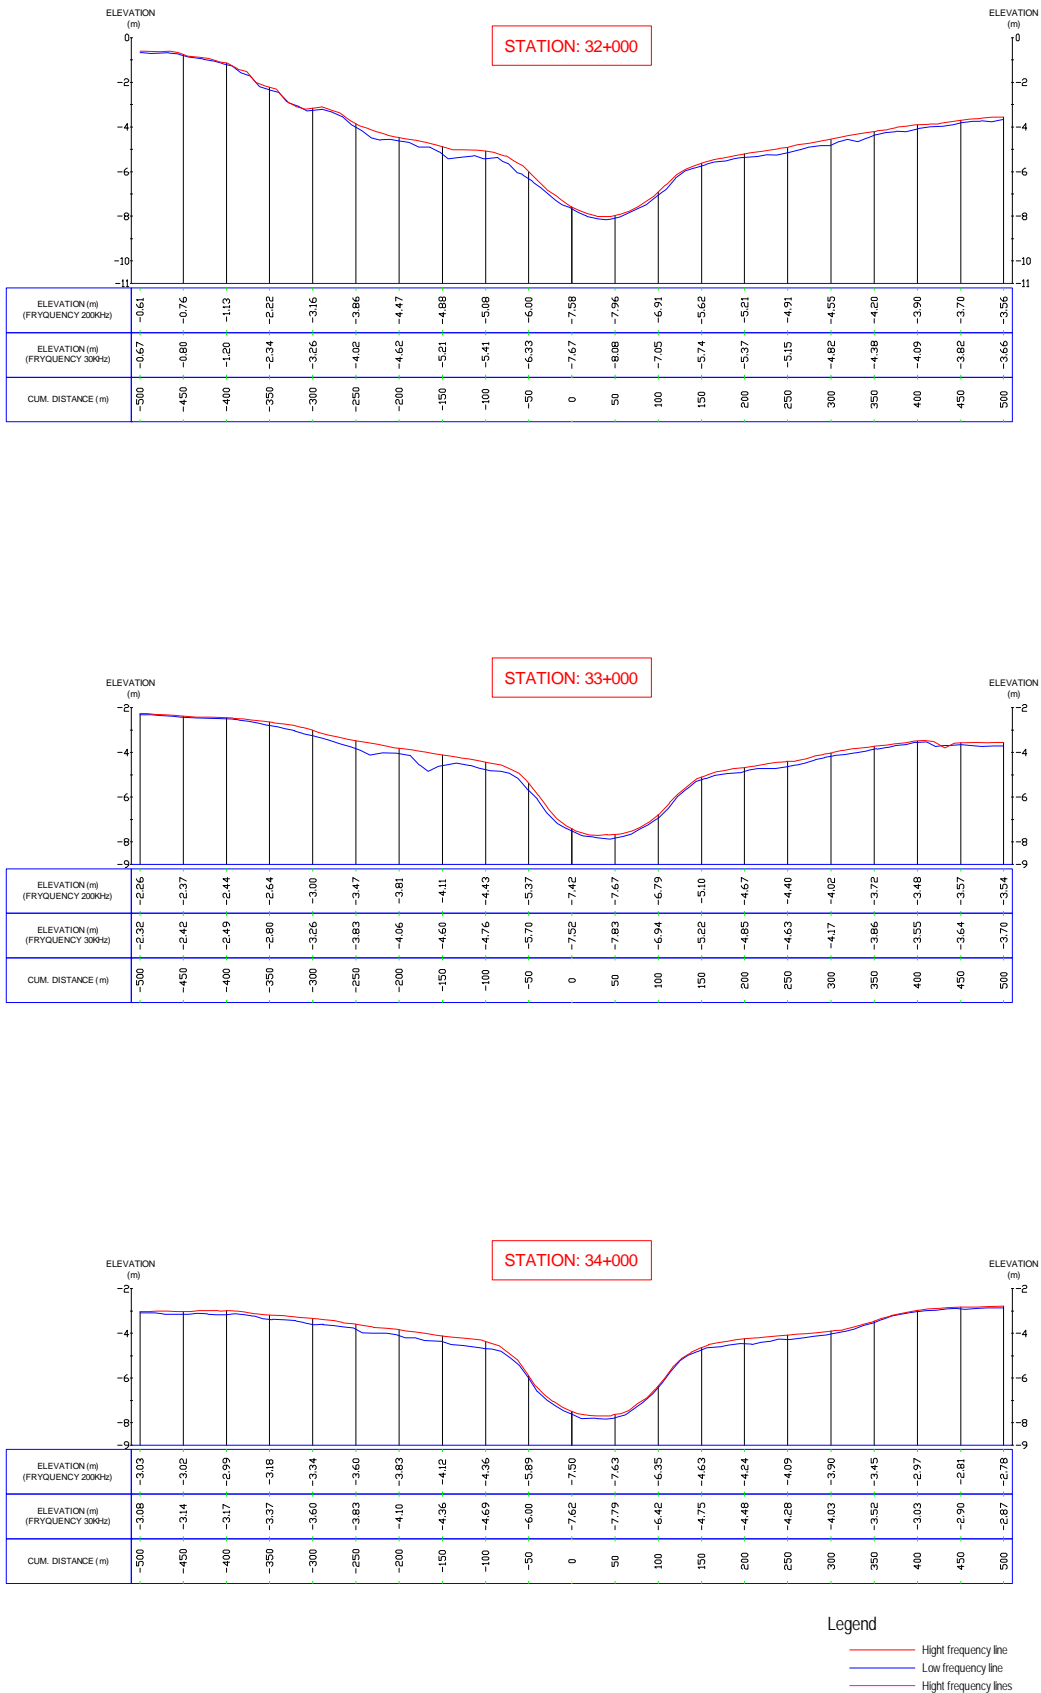 ELEVATION
(m)
ELEVATION
(m)
STATION: 32+000
0
-2
-4
-6
-8
-10
-11
0
-2
-4
-6
-8
-10
-11
ELEVATION (m)
(FRYQUENCY 200KHz)
-0.61 -0.76 -1.13 -2.22 -3.16 -3.86 -4.47 -4.88 -5.08 -6.00 -7.58 -7.96 -6.91 -5.62 -5.21 -4.91 -4.55 -4.20 -3.90 -3.70 -3.56
ELEVATION (m)
(FRYQUENCY 30KHz)
-0.67 -0.80 -1.20 -2.34 -3.26 -4.02 -4.62 -5.21 -5.41 -6.33 -7.67 -8.08 -7.05 -5.74 -5.37 -5.15 -4.82 -4.38 -4.09 -3.82 -3.66
CUM. DISTANCE (m)
-500 -450 -400 -350 -300 -250 -200 -150 -100 -50 0 50 100 150 200 250 300 350 400 450 500
ELEVATION
(m)
ELEVATION
(m)
STATION: 33+000
-2
-4
-6
-8
-9
-2
-4
-6
-8
-9
ELEVATION (m)
(FRYQUENCY 200KHz)
-2.26 -2.37 -2.44 -2.64 -3.00 -3.47 -3.81 -4.11 -4.43 -5.37 -7.42 -7.67 -6.79 -5.10 -4.67 -4.40 -4.02 -3.72 -3.48 -3.57 -3.54
ELEVATION (m)
(FRYQUENCY 30KHz)
-2.32 -2.42 -2.49 -2.80 -3.26 -3.83 -4.06 -4.60 -4.76 -5.70 -7.52 -7.83 -6.94 -5.22 -4.85 -4.63 -4.17 -3.86 -3.55 -3.64 -3.70
CUM. DISTANCE (m)
-500 -450 -400 -350 -300 -250 -200 -150 -100 -50 0 50 100 150 200 250 300 350 400 450 500
ELEVATION
(m)
ELEVATION
(m)
STATION: 34+000
-2
-4
-6
-8
-9
-2
-4
-6
-8
-9
ELEVATION (m)
(FRYQUENCY 200KHz)
-3.03 -3.02 -2.99 -3.18 -3.34 -3.60 -3.83 -4.12 -4.36 -5.89 -7.50 -7.63 -6.35 -4.63 -4.24 -4.09 -3.90 -3.45 -2.97 -2.81 -2.78
ELEVATION (m)
(FRYQUENCY 30KHz)
-3.08 -3.14 -3.17 -3.37 -3.60 -3.83 -4.10 -4.36 -4.69 -6.00 -7.62 -7.79 -6.42 -4.75 -4.48 -4.28 -4.03 -3.52 -3.03 -2.90 -2.87
CUM. DISTANCE (m)
-500 -450 -400 -350 -300 -250 -200 -150 -100 -50 0 50 100 150 200 250 300 350 400 450 500
Legend
Hight frequency line
Low frequency line
Hight frequency lines